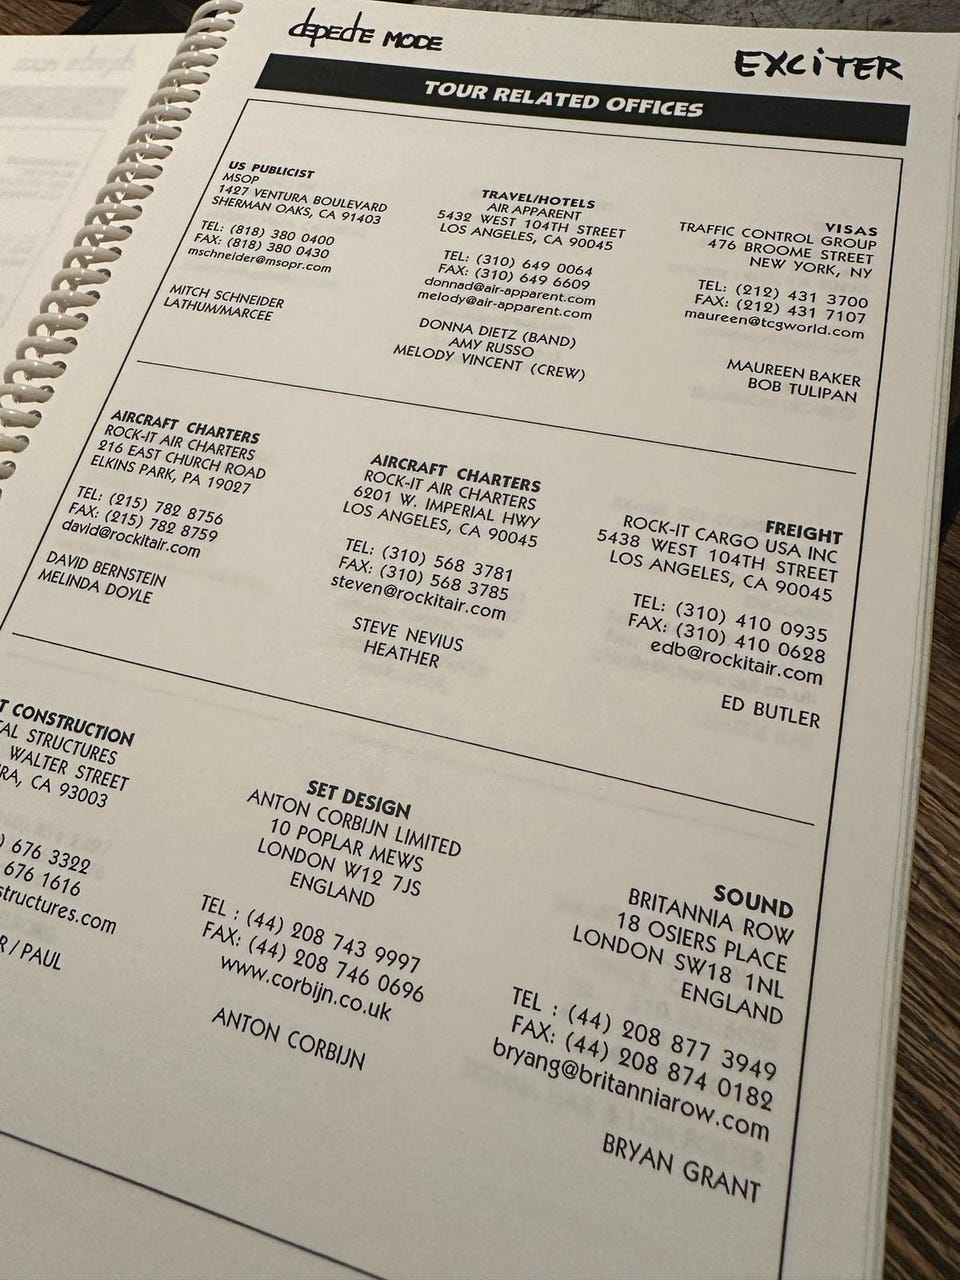 depeche MODE
EXCiTER
TOUR RELATED OFFICES
US PUBLICIST
MSOP
1427 VENTURA BOULEVARD
SHERMAN OAKS, CA 91403
TEL: (818) 380 0400
FAX: (818) 380 0430
mschneider@msopr.com
MITCH SCHNEIDER
LATHUM/MARCEE
TRAVEL/HOTELS
AIR APPARENT
5432 WEST 104TH STREET
LOS ANGELES, CA 90045
TEL: (310) 649 0064
FAX: (310) 649 6609
donnad@air-apparent.com
melody@air-apparent.com
DONNA DIETZ (BAND)
AMY RUSSO
MELODY VINCENT (CREW)
VISAS
TRAFFIC CONTROL GROUP
476 BROOME STREET
NEW YORK, NY
TEL: (212) 431 3700
FAX: (212) 431 7107
maureen@tcgworld.com
MAUREEN BAKER
BOB TULIPAN
AIRCRAFT CHARTERS
ROCK-IT AIR CHARTERS
216 EAST CHURCH ROAD
ELKINS PARK, PA 19027
TEL: (215) 782 8756
FAX: (215) 782 8759
david@rockitair.com
DAVID BERNSTEIN
MELINDA DOYLE
AIRCRAFT CHARTERS
ROCK-IT AIR CHARTERS
6201 W. IMPERIAL HWY
LOS ANGELES, CA 90045
TEL: (310) 568 3781
FAX: (310) 568 3785
steven@rockitair.com
STEVE NEVIUS
HEATHER
FREIGHT
ROCK-IT CARGO USA INC
5438 WEST 104TH STREET
LOS ANGELES, CA 90045
TEL: (310) 410 0935
FAX: (310) 410 0628
edb@rockitair.com
ED BUTLER
T CONSTRUCTION
CAL STRUCTURES
WALTER STREET
RA, CA 93003
) 676 3322
676 1616
structures.com
R / PAUL
SET DESIGN
ANTON CORBIJN LIMITED
10 POPLAR MEWS
LONDON W12 7JS
ENGLAND
TEL : (44) 208 743 9997
FAX: (44) 208 746 0696
www.corbijn.co.uk
ANTON CORBIJN
SOUND
BRITANNIA ROW
18 OSIERS PLACE
LONDON SW18 1NL
ENGLAND
TEL : (44) 208 877 3949
FAX: (44) 208 874 0182
bryang@britanniarow.com
BRYAN GRANT